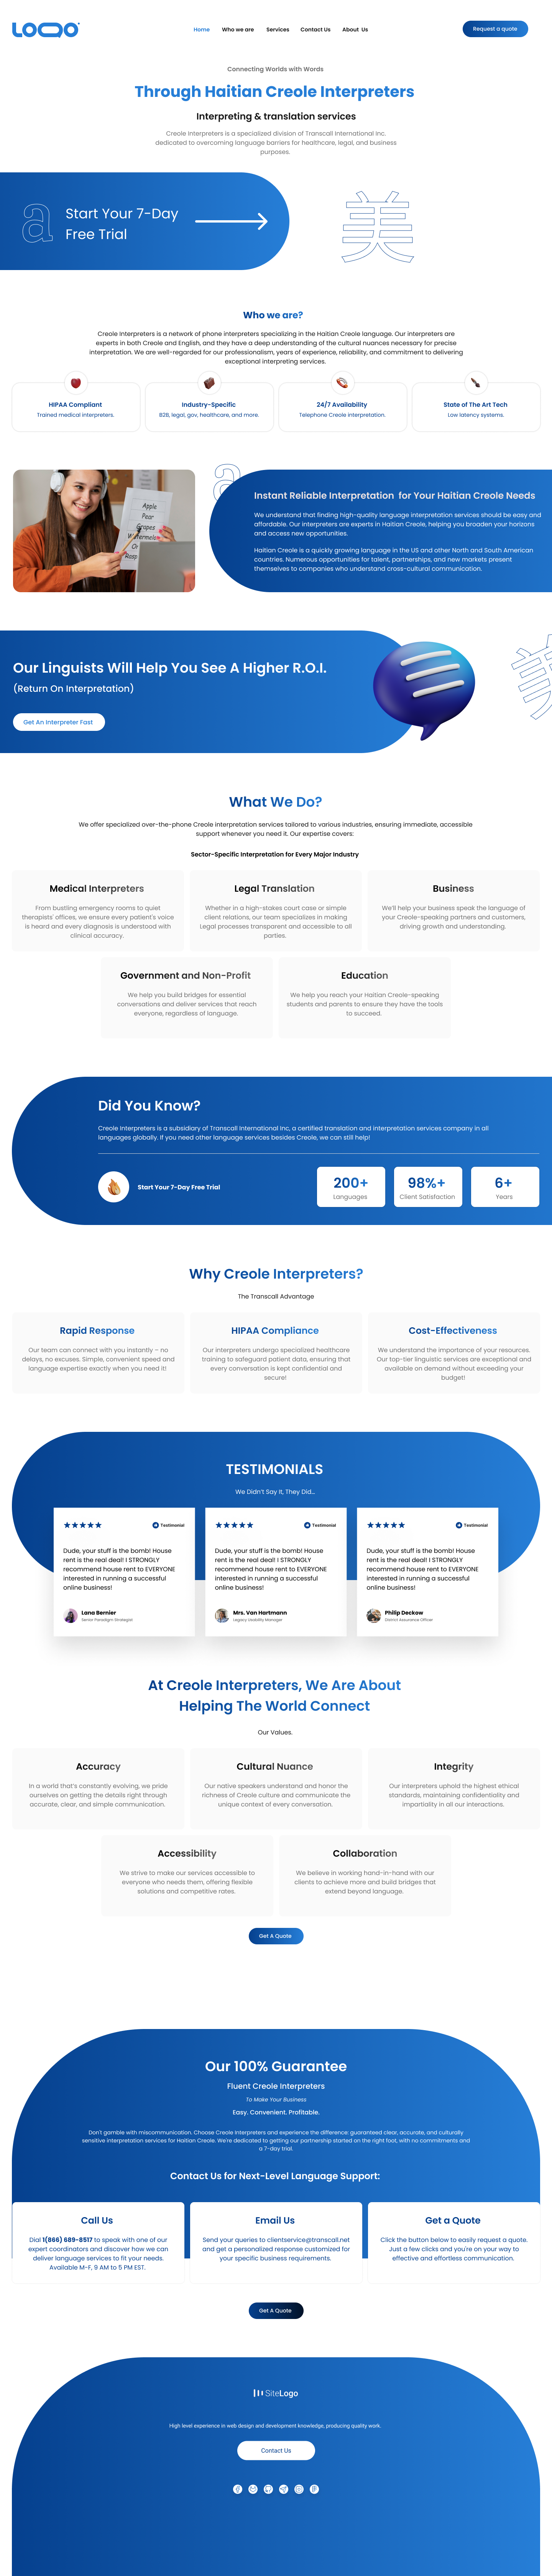 LOGO
Home Who we are Services Contact Us About Us
Request a quote
Connecting Worlds with Words
Through Haitian Creole Interpreters
Interpreting & translation services
Creole Interpreters is a specialized division of Transcall International Inc.
dedicated to overcoming language barriers for healthcare, legal, and business
purposes.
a
Start Your 7-Day
Free Trial
美
Who we are?
Creole Interpreters is a network of phone interpreters specializing in the Haitian Creole language. Our interpreters are
experts in both Creole and English, and they have a deep understanding of the cultural nuances necessary for precise
interpretation. We are well-regarded for our professionalism, years of experience, reliability, and commitment to delivering
exceptional interpreting services.
HIPAA Compliant
Trained medical interpreters.
Industry-Specific
B2B, legal, gov, healthcare, and more.
24/7 Availability
Telephone Creole interpretation.
State of The Art Tech
Low latency systems.
Apple
Pear
Grapes
a
Instant Reliable Interpretation for Your Haitian Creole Needs
We understand that finding high-quality language interpretation services should be easy and
affordable. Our interpreters are experts in Haitian Creole, helping you broaden your horizons
and access new opportunities.
Haitian Creole is a quickly growing language in the US and other North and South American
countries. Numerous opportunities for talent, partnerships, and new markets present
themselves to companies who understand cross-cultural communication.
Our Linguists Will Help You See A Higher R.O.I.
(Return On Interpretation)
Get An Interpreter Fast
美
What We Do?
We offer specialized over-the-phone Creole interpretation services tailored to various industries, ensuring immediate, accessible
support whenever you need it. Our expertise covers:
Sector-Specific Interpretation for Every Major Industry
Medical Interpreters
From bustling emergency rooms to quiet
therapists' offices, we ensure every patient's voice
is heard and every diagnosis is understood with
clinical accuracy.
Legal Translation
Whether in a high-stakes court case or simple
client relations, our team specializes in making
Legal processes transparent and accessible to all
parties.
Business
We'll help your business speak the language of
your Creole-speaking partners and customers,
driving growth and understanding.
Government and Non-Profit
We help you build bridges for essential
conversations and deliver services that reach
everyone, regardless of language.
Education
We help you reach your Haitian Creole-speaking
students and parents to ensure they have the tools
to succeed.
Did You Know?
Creole Interpreters is a subsidiary of Transcall International Inc, a certified translation and interpretation services company in all
languages globally. If you need other language services besides Creole, we can still help!
Start Your 7-Day Free Trial
200+
Languages
98%+
Client Satisfaction
6+
Years
Why Creole Interpreters?
The Transcall Advantage
Rapid Response
Our team can connect with you instantly – no
delays, no excuses. Simple, convenient speed and
language expertise exactly when you need it!
HIPAA Compliance
Our interpreters undergo specialized healthcare
training to safeguard patient data, ensuring that
every conversation is kept confidential and
secure!
Cost-Effectiveness
We understand the importance of your resources.
Our top-tier linguistic services are exceptional and
available on demand without exceeding your
budget!
TESTIMONIALS
We Didn't Say It, They Did...
Testimonial
Dude, your stuff is the bomb! House
rent is the real deal! I STRONGLY
recommend house rent to EVERYONE
interested in running a successful
online business!
Lana Bernier
Senior Paradigm Strategist
Testimonial
Dude, your stuff is the bomb! House
rent is the real deal! I STRONGLY
recommend house rent to EVERYONE
interested in running a successful
online business!
Mrs. Van Hartmann
Legacy Usability Manager
Testimonial
Dude, your stuff is the bomb! House
rent is the real deal! I STRONGLY
recommend house rent to EVERYONE
interested in running a successful
online business!
Philip Deckow
District Assurance Officer
At Creole Interpreters, We Are About
Helping The World Connect
Our Values.
Accuracy
In a world that's constantly evolving, we pride
ourselves on getting the details right through
accurate, clear, and simple communication.
Cultural Nuance
Our native speakers understand and honor the
richness of Creole culture and communicate the
unique context of every conversation.
Integrity
Our interpreters uphold the highest ethical
standards, maintaining confidentiality and
impartiality in all our interactions.
Accessibility
We strive to make our services accessible to
everyone who needs them, offering flexible
solutions and competitive rates.
Collaboration
We believe in working hand-in-hand with our
clients to achieve more and build bridges that
extend beyond language.
Get A Quote
Our 100% Guarantee
Fluent Creole Interpreters
To Make Your Business
Easy. Convenient. Profitable.
Don't gamble with miscommunication. Choose Creole Interpreters and experience the difference: guaranteed clear, accurate, and culturally
sensitive interpretation services for Haitian Creole. We're dedicated to getting our partnership started on the right foot, with no commitments and
a 7-day trial.
Contact Us for Next-Level Language Support:
Call Us
Dial 1(866) 689-8517 to speak with one of our
expert coordinators and discover how we can
deliver language services to fit your needs.
Available M-F, 9 AM to 5 PM EST.
Email Us
Send your queries to clientservice@transcall.net
and get a personalized response customized for
your specific business requirements.
Get a Quote
Click the button below to easily request a quote.
Just a few clicks and you're on your way to
effective and effortless communication.
Get A Quote
SiteLogo
High level experience in web design and development knowledge, producing quality work.
Contact Us